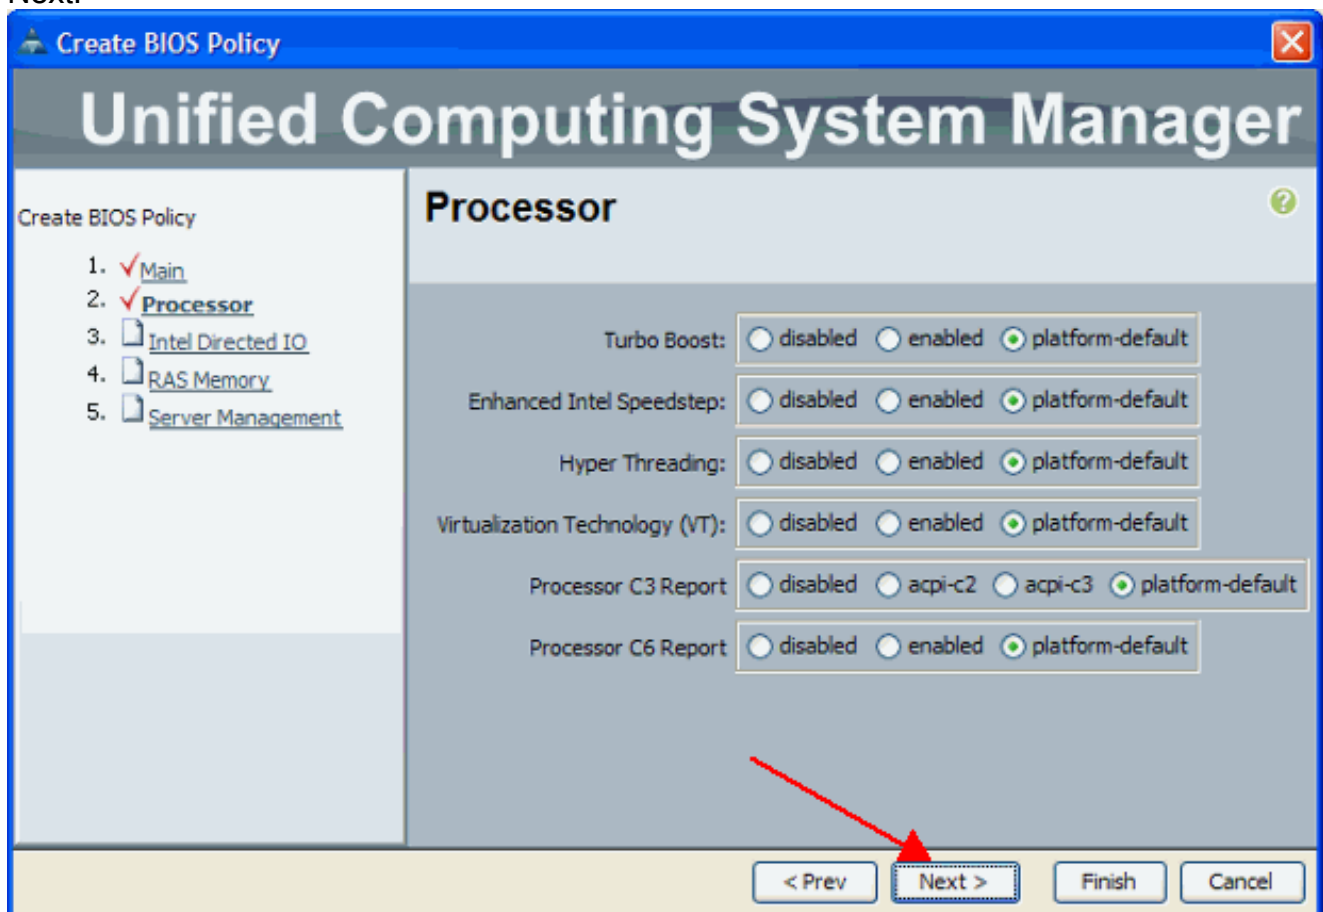 Next.
Create BIOS Policy
Unified Computing System Manager
Create BIOS Policy
1. Main
2. Processor
3. Intel Directed IO
4. RAS Memory
5. Server Management
Processor
?
Turbo Boost: disabled enabled platform-default
Enhanced Intel Speedstep: disabled enabled platform-default
Hyper Threading: disabled enabled platform-default
Virtualization Technology (VT): disabled enabled platform-default
Processor C3 Report disabled acpi-c2 acpi-c3 platform-default
Processor C6 Report disabled enabled platform-default
< Prev Next > Finish Cancel